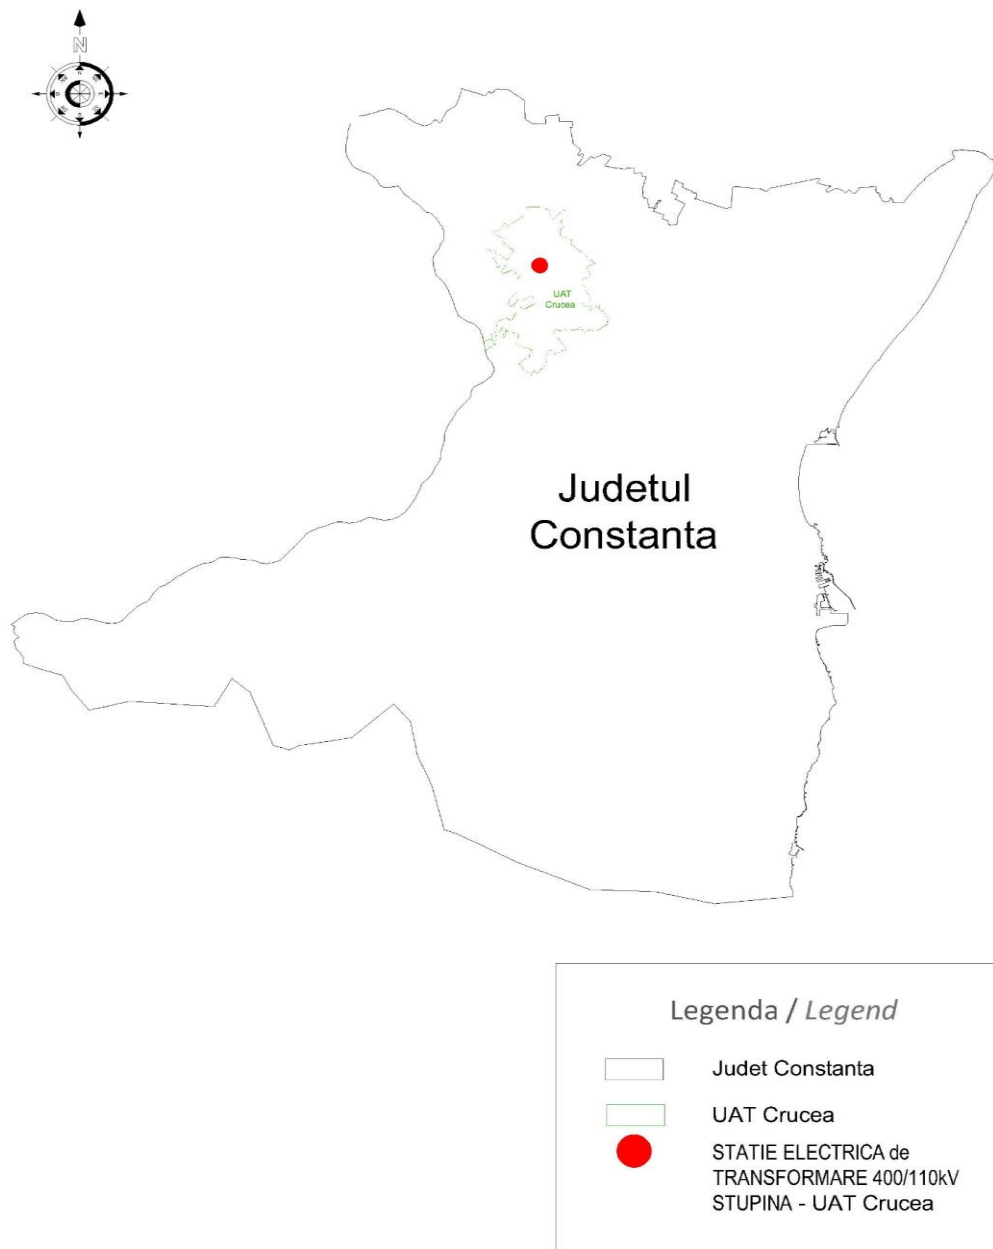 N
UAT
Crucea
Judetul
Constanta
Legenda / Legend
Judet Constanta
UAT Crucea
STATIE ELECTRICA de
TRANSFORMARE 400/110kV
STUPINA - UAT Crucea